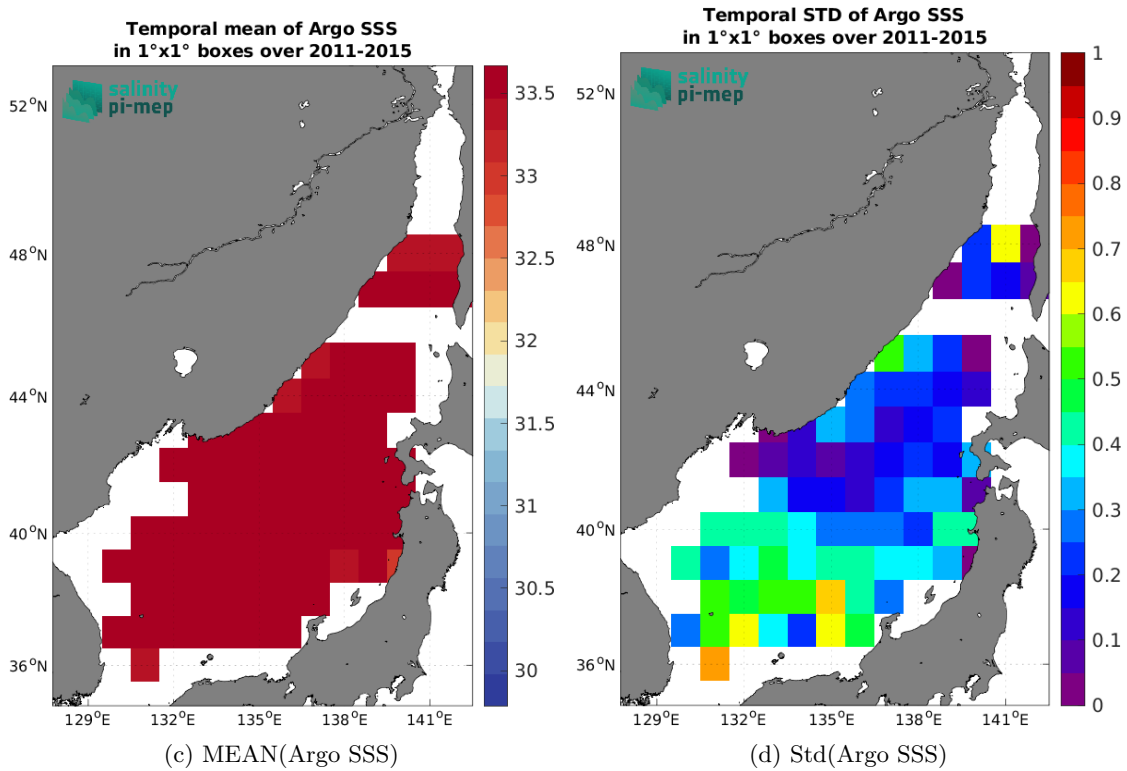 Temporal mean of Argo SSS
in 1°x1° boxes over 2011-2015
salinity
pi-mep
52°N
48°N
44°N
40°N
36°N
129°E
132°E
135°E
138°E
141°E
33.5
33
32.5
32
31.5
31
30.5
30
(c) MEAN(Argo SSS)
Temporal STD of Argo SSS
in 1°x1° boxes over 2011-2015
salinity
pi-mep
52°N
48°N
44°N
40°N
36°N
129°E
132°E
135°E
138°E
141°E
1
0.9
0.8
0.7
0.6
0.5
0.4
0.3
0.2
0.1
0
(d) Std(Argo SSS)